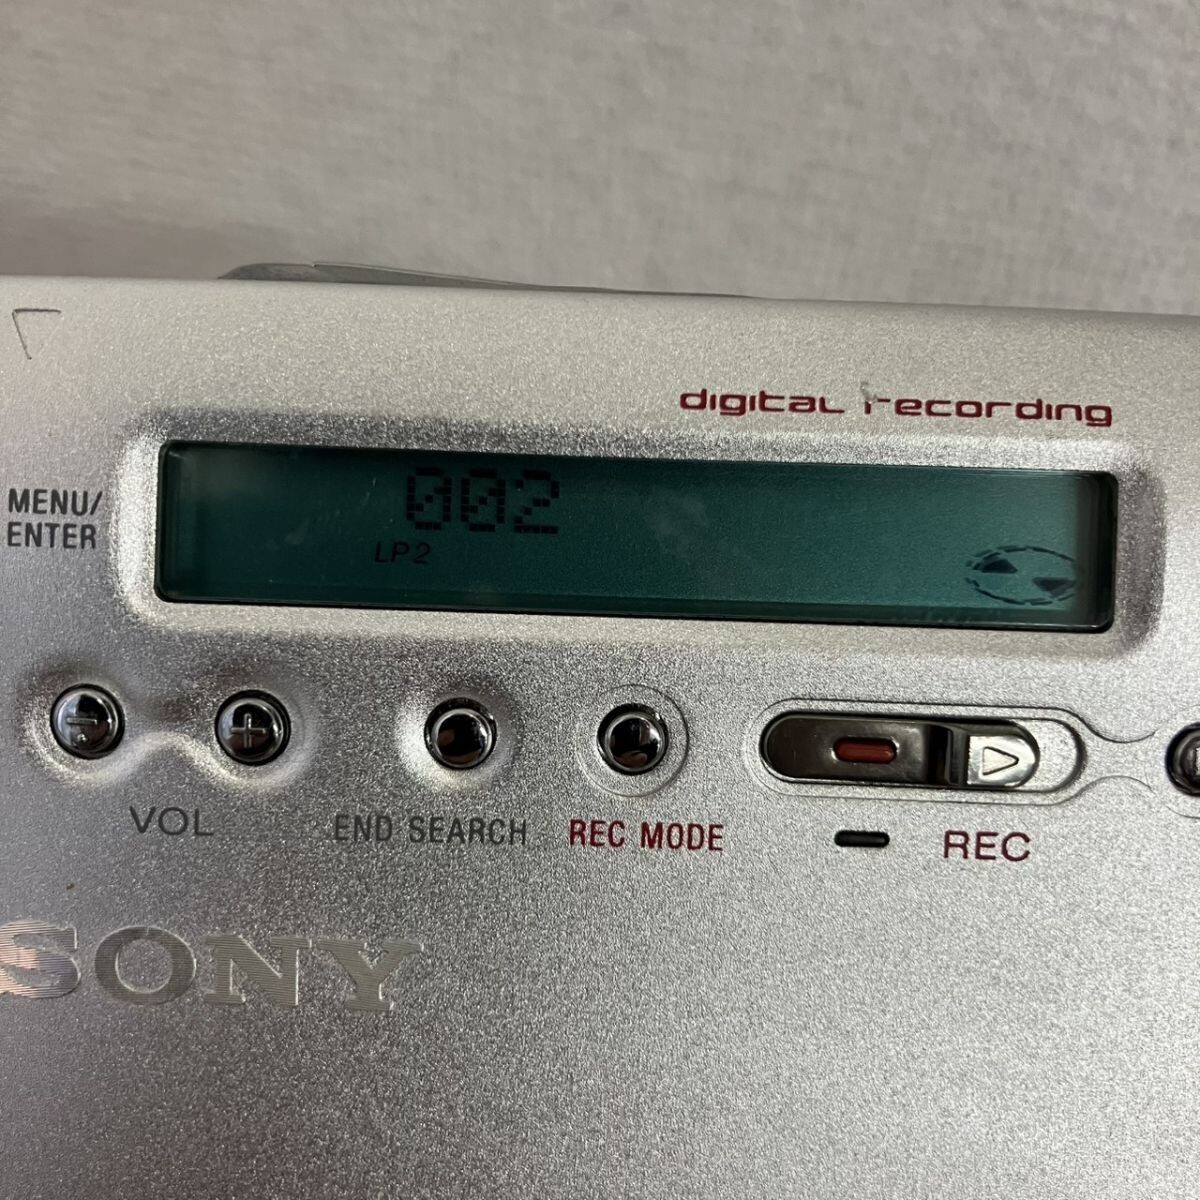 digital recording
MENU/
ENTER
002
LP2
VOL
END SEARCH
REC MODE
REC
SONY